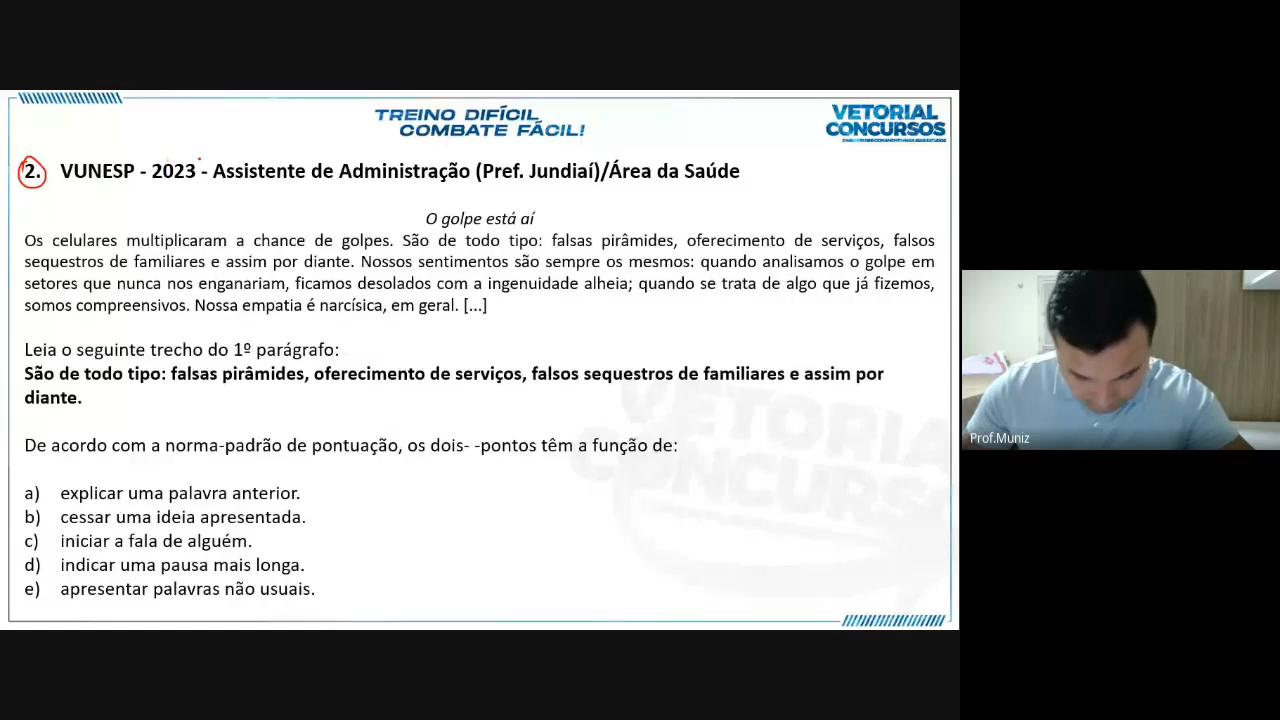 TREINO DIFÍCIL
COMBATE FÁCIL!
VETORIAL
CONCURSOS
2. VUNESP - 2023 - Assistente de Administração (Pref. Jundiaí)/Área da Saúde
O golpe está aí
Os celulares multiplicaram a chance de golpes. São de todo tipo: falsas pirâmides, oferecimento de serviços, falsos
sequestros de familiares e assim por diante. Nossos sentimentos são sempre os mesmos: quando analisamos o golpe em
setores que nunca nos enganariam, ficamos desolados com a ingenuidade alheia; quando se trata de algo que já fizemos,
somos compreensivos. Nossa empatia é narcísica, em geral. [...]
Leia o seguinte trecho do 1º parágrafo:
São de todo tipo: falsas pirâmides, oferecimento de serviços, falsos sequestros de familiares e assim por
diante.
De acordo com a norma-padrão de pontuação, os dois- -pontos têm a função de:
a) explicar uma palavra anterior.
b) cessar uma ideia apresentada.
c) iniciar a fala de alguém.
d) indicar uma pausa mais longa.
e) apresentar palavras não usuais.
VETORIAL
CONCURSOS
Prof.Muniz